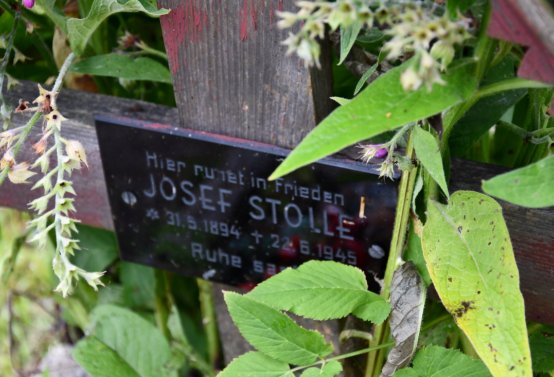 Hier ruhet in Frieden
JOSEF STOLLE
* 31.5.1894 † 22.6.1945
Ruhe